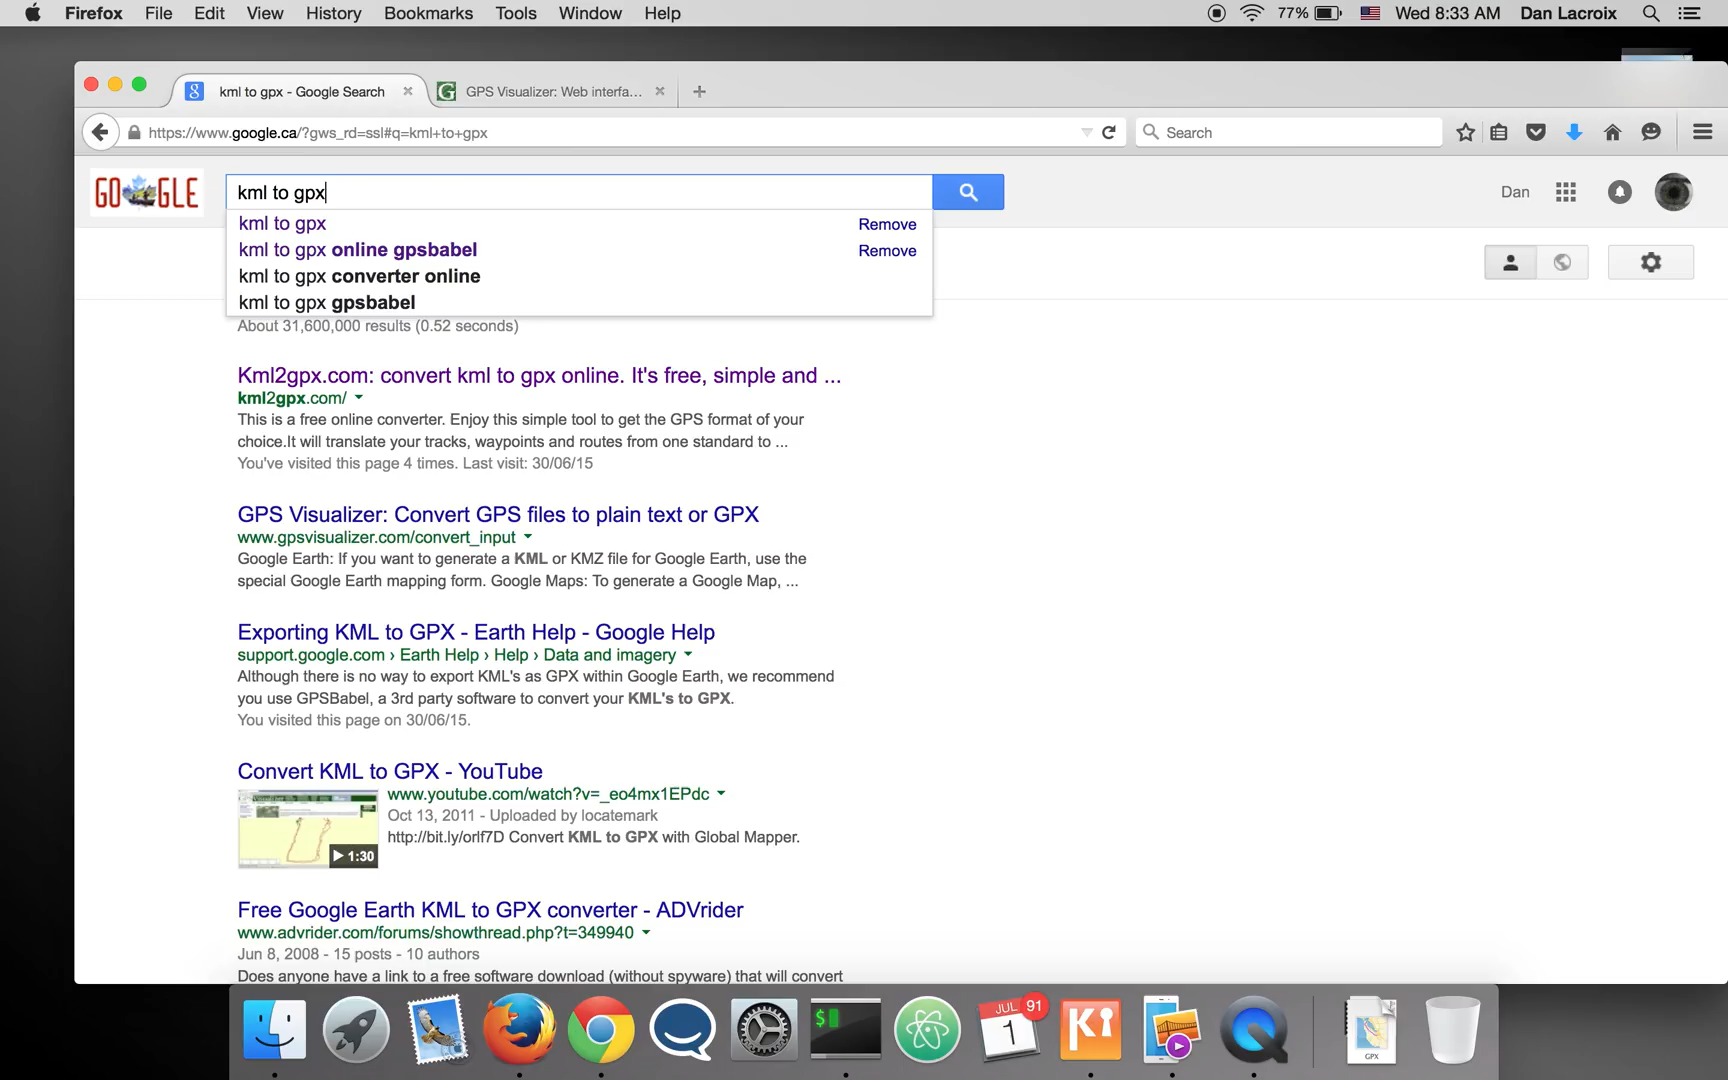 Firefox File Edit View History Bookmarks Tools Window Help 77% Wed 8:33 AM Dan Lacroix
kml to gpx - Google Search GPS Visualizer: Web interfa...
https://www.google.ca/?gws_rd=ssl#q=kml+to+gpx Search
GOOGLE kml to gpx Dan
kml to gpx Remove
kml to gpx online gpsbabel Remove
kml to gpx converter online
kml to gpx gpsbabel
About 31,600,000 results (0.52 seconds)
Kml2gpx.com: convert kml to gpx online. It's free, simple and ...
kml2gpx.com/
This is a free online converter. Enjoy this simple tool to get the GPS format of your
choice.It will translate your tracks, waypoints and routes from one standard to ...
You've visited this page 4 times. Last visit: 30/06/15
GPS Visualizer: Convert GPS files to plain text or GPX
www.gpsvisualizer.com/convert_input
Google Earth: If you want to generate a KML or KMZ file for Google Earth, use the
special Google Earth mapping form. Google Maps: To generate a Google Map, ...
Exporting KML to GPX - Earth Help - Google Help
support.google.com › Earth Help › Help › Data and imagery
Although there is no way to export KML's as GPX within Google Earth, we recommend
you use GPSBabel, a 3rd party software to convert your KML's to GPX.
You visited this page on 30/06/15.
Convert KML to GPX - YouTube
www.youtube.com/watch?v=_eo4mx1EPdc
Oct 13, 2011 - Uploaded by locatemark
http://bit.ly/orlf7D Convert KML to GPX with Global Mapper.
1:30
Free Google Earth KML to GPX converter - ADVrider
www.advrider.com/forums/showthread.php?t=349940
Jun 8, 2008 - 15 posts - 10 authors
Does anyone have a link to a free software download (without spyware) that will convert
$ JUL 91
1 Ki
GPX